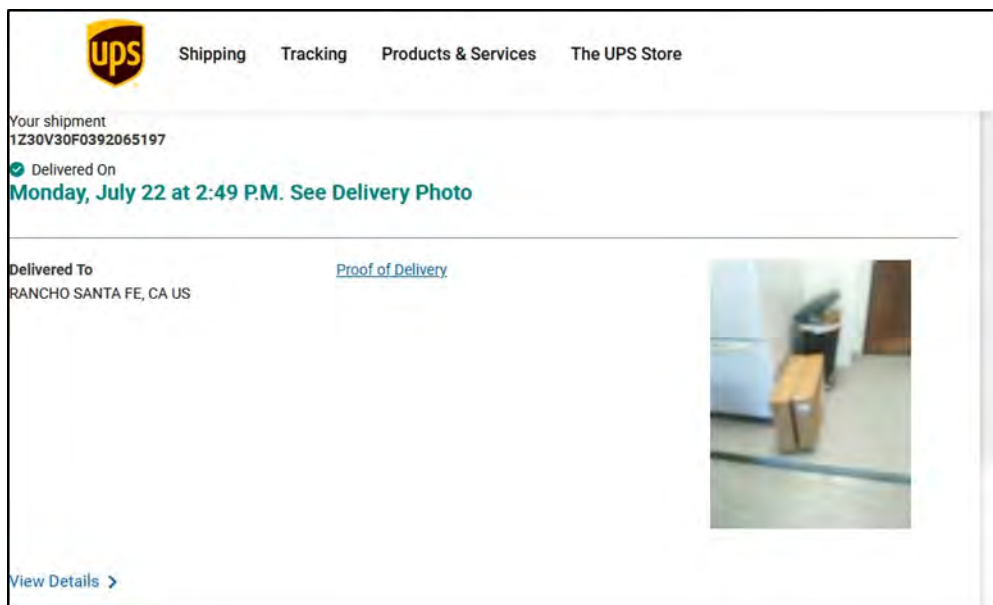 ups Shipping Tracking Products & Services The UPS Store
Your shipment
1Z30V30F0392065197
Delivered On
Monday, July 22 at 2:49 P.M. See Delivery Photo
Delivered To
RANCHO SANTA FE, CA US
Proof of Delivery
View Details